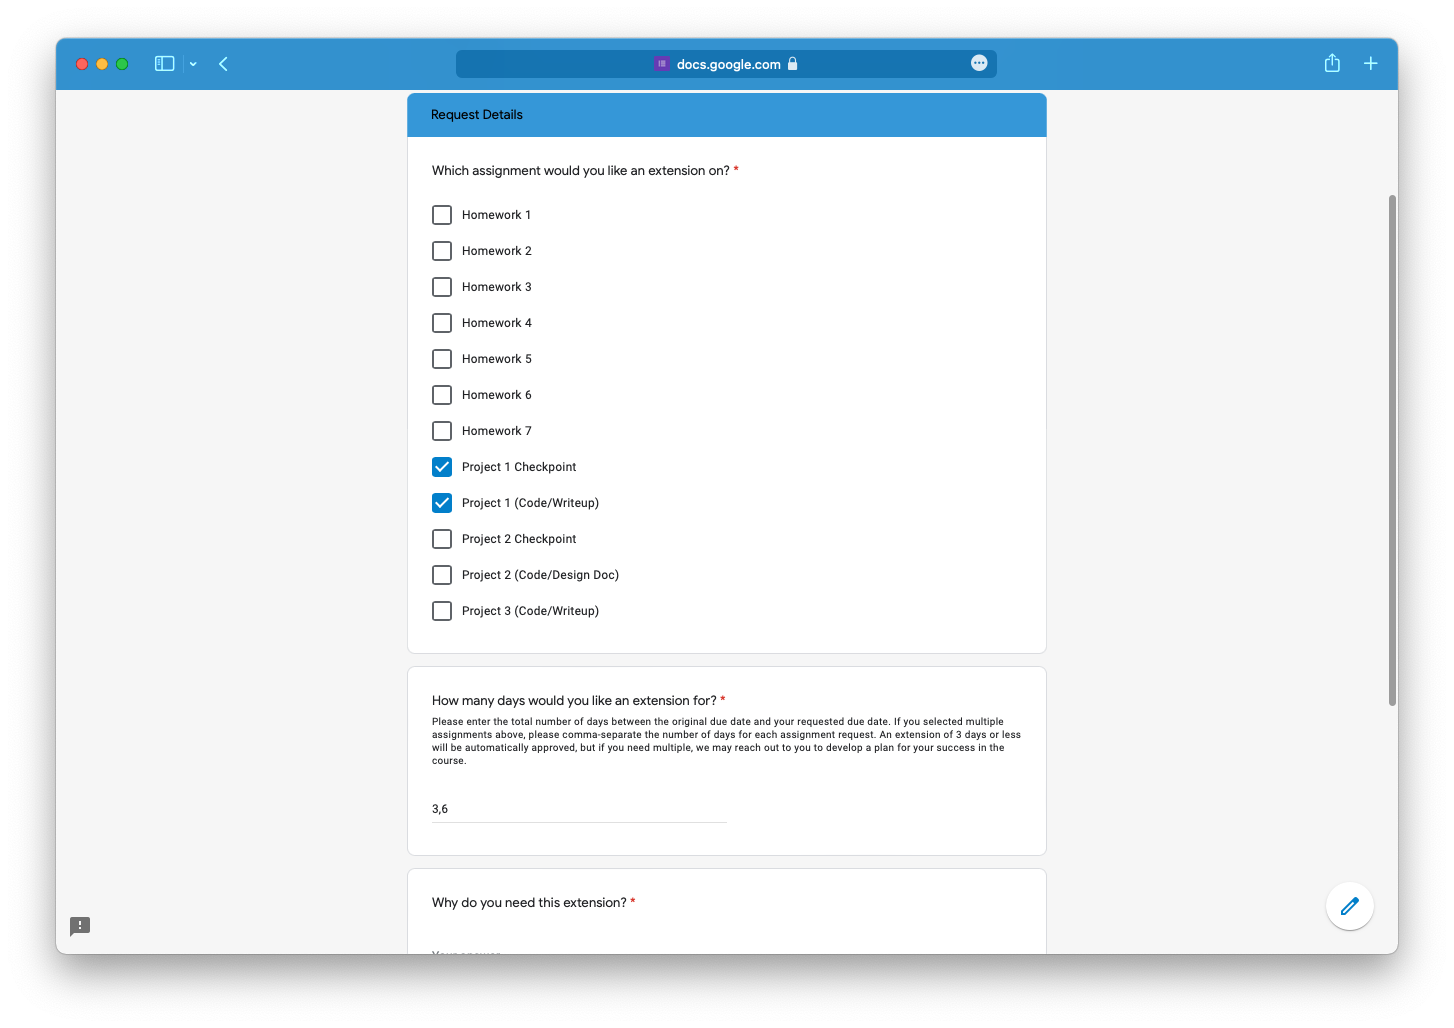 docs.google.com
Request Details
Which assignment would you like an extension on? *
Homework 1
Homework 2
Homework 3
Homework 4
Homework 5
Homework 6
Homework 7
Project 1 Checkpoint
Project 1 (Code/Writeup)
Project 2 Checkpoint
Project 2 (Code/Design Doc)
Project 3 (Code/Writeup)
How many days would you like an extension for? *
Please enter the total number of days between the original due date and your requested due date. If you selected multiple
assignments above, please comma-separate the number of days for each assignment request. An extension of 3 days or less
will be automatically approved, but if you need multiple, we may reach out to you to develop a plan for your success in the
course.
3,6
Why do you need this extension? *